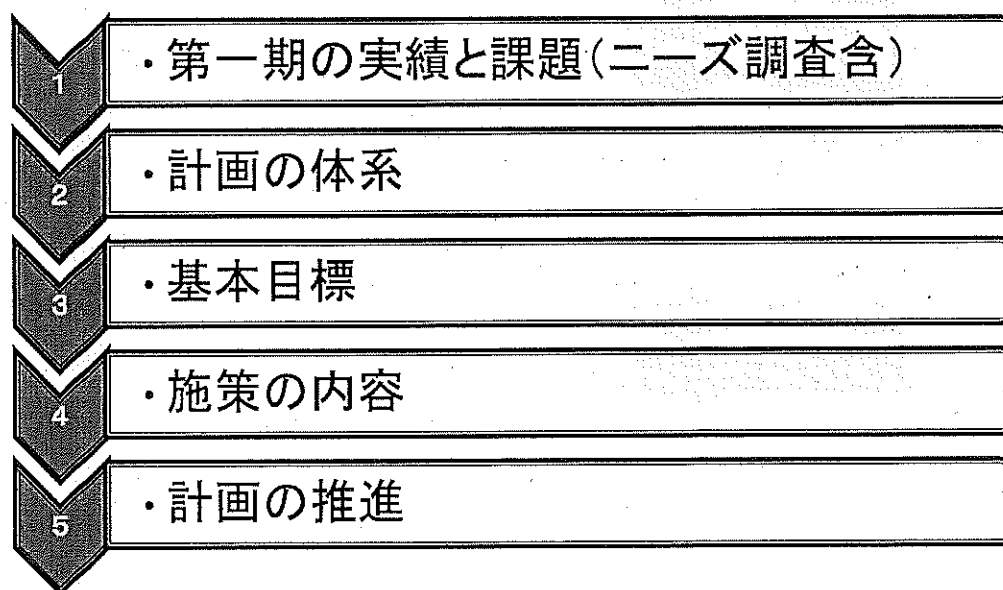 1 ・第一期の実績と課題（ニーズ調査含）
2 ・計画の体系
3 ・基本目標
4 ・施策の内容
5 ・計画の推進